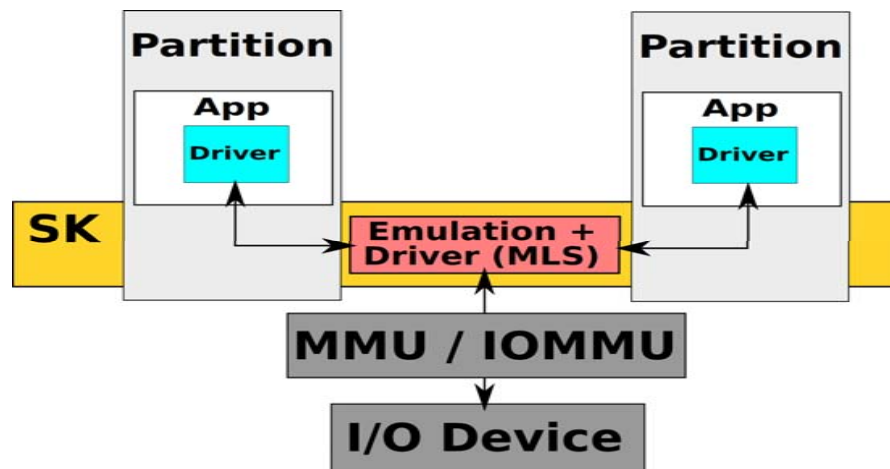 Partition
Partition
App
App
Driver
Driver
SK
Emulation +
Driver (MLS)
MMU / IOMMU
I/O Device